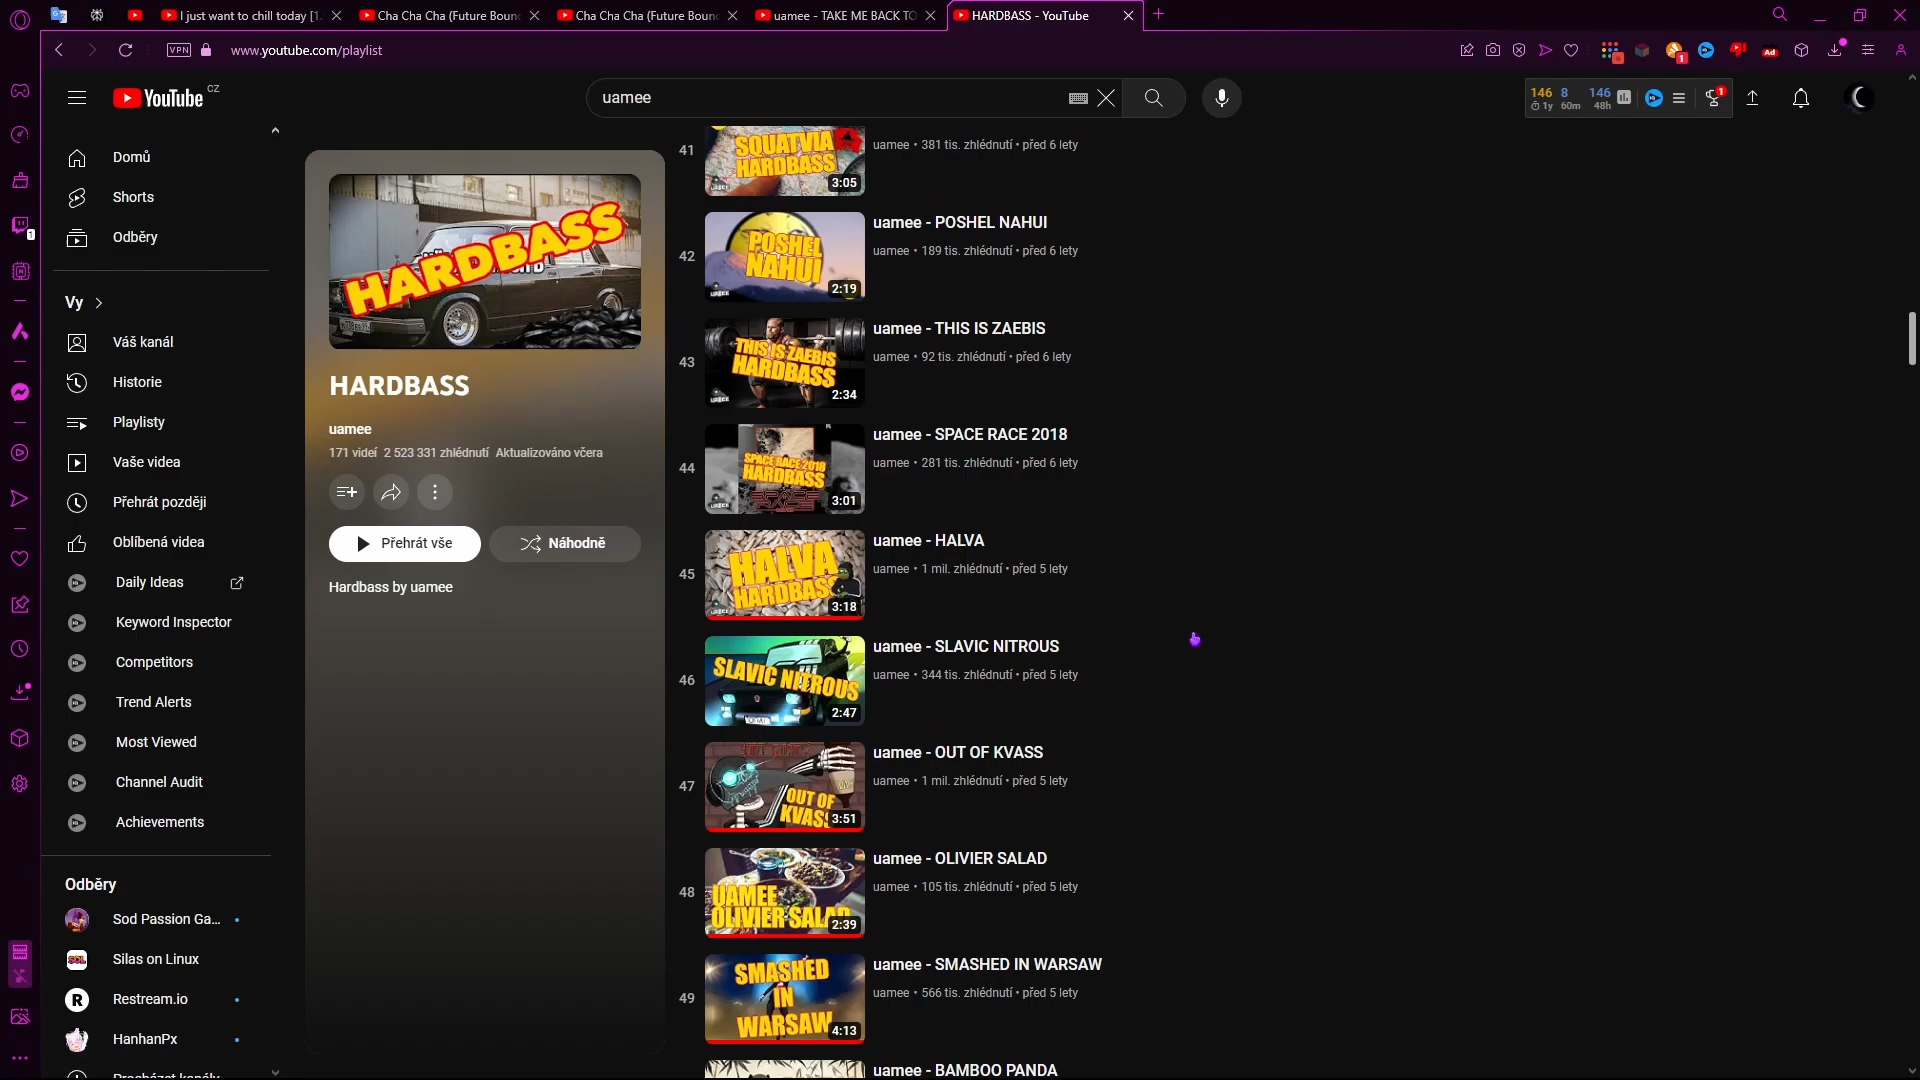 I just want to chill today [1.
Cha Cha Cha (Future Bounc
Cha Cha Cha (Future Bounc
uamee - TAKE ME BACK TO
HARDBASS - YouTube
VPN
www.youtube.com/playlist
1
Ad
YouTube CZ
uamee
146 8 146
1y 60m 48h
1
Domů
Shorts
Odběry
1
Vy
Váš kanál
Historie
Playlisty
Vaše videa
Přehrát později
Oblíbená videa
Daily Ideas
Keyword Inspector
Competitors
Trend Alerts
Most Viewed
Channel Audit
Achievements
Odběry
Sod Passion Ga...
Silas on Linux
Restream.io
HanhanPx
HARDBASS
HARDBASS
uamee
171 videí 2 523 331 zhlédnutí Aktualizováno včera
Přehrát vše
Náhodně
Hardbass by uamee
41
SQUATVIA
HARDBASS
3:05
uamee • 381 tis. zhlédnutí • před 6 lety
42
POSHEL
NAHUI
2:19
uamee - POSHEL NAHUI
uamee • 189 tis. zhlédnutí • před 6 lety
43
THIS IS ZAEBIS
HARDBASS
2:34
uamee - THIS IS ZAEBIS
uamee • 92 tis. zhlédnutí • před 6 lety
44
SPACE RACE 2018
HARDBASS
3:01
uamee - SPACE RACE 2018
uamee • 281 tis. zhlédnutí • před 6 lety
45
HALVA
HARDBASS
3:18
uamee - HALVA
uamee • 1 mil. zhlédnutí • před 5 lety
46
SLAVIC NITROUS
2:47
uamee - SLAVIC NITROUS
uamee • 344 tis. zhlédnutí • před 5 lety
47
OUT OF
KVASS
3:51
uamee - OUT OF KVASS
uamee • 1 mil. zhlédnutí • před 5 lety
48
UAMEE
OLIVIER SALAD
2:39
uamee - OLIVIER SALAD
uamee • 105 tis. zhlédnutí • před 5 lety
49
SMASHED
IN
WARSAW
4:13
uamee - SMASHED IN WARSAW
uamee • 566 tis. zhlédnutí • před 5 lety
uamee - BAMBOO PANDA